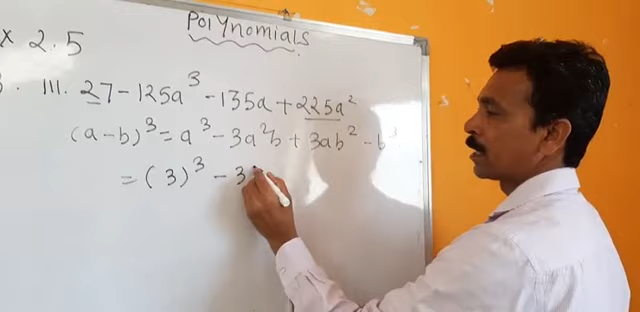 POLYNOMIALS
x 2.5
III. 27 - 125a³ - 135a + 225a²
(a-b)³ = a³ - 3a²b + 3ab² - b³
= (3)³ - 3